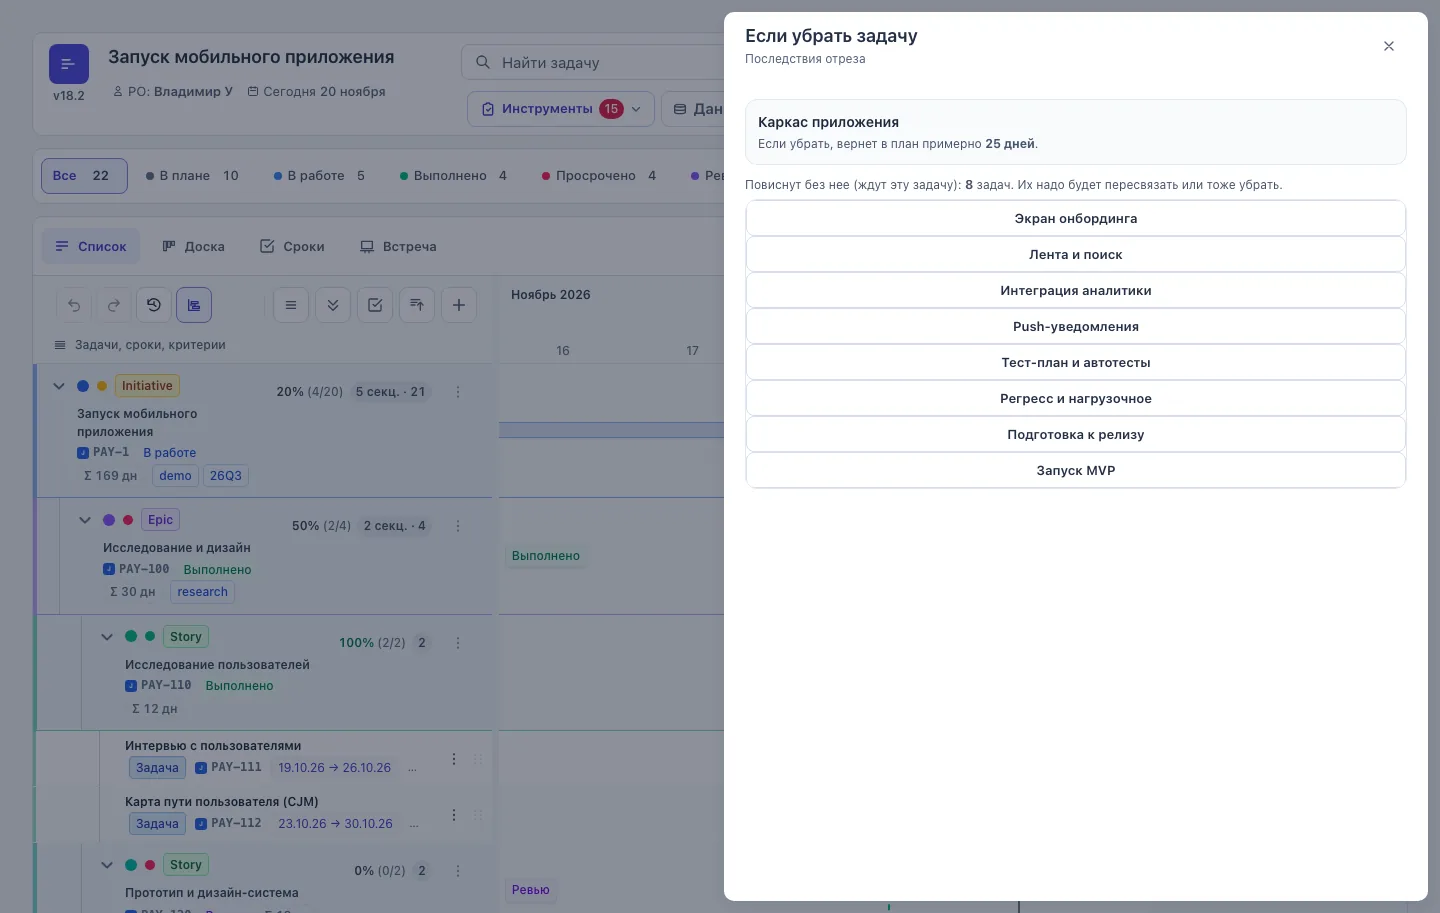 Запуск мобильного приложения
v18.2
PO: Владимир У
Сегодня 20 ноября
Найти задачу
Инструменты 15
Дан
Все 22
В плане 10
В работе 5
Выполнено 4
Просрочено 4
Рев
Список
Доска
Сроки
Встреча
Ноябрь 2026
Задачи, сроки, критерии
16
17
Initiative
20% (4/20) 5 секц. · 21
Запуск мобильного
приложения
PAY-1 В работе
Σ 169 дн demo 26Q3
Epic
50% (2/4) 2 секц. · 4
Исследование и дизайн
PAY-100 Выполнено
Σ 30 дн research
Выполнено
Story
100% (2/2) 2
Исследование пользователей
PAY-110 Выполнено
Σ 12 дн
Интервью с пользователями
Задача PAY-111 19.10.26 → 26.10.26 ...
Карта пути пользователя (CJM)
Задача PAY-112 23.10.26 → 30.10.26 ...
Story
0% (0/2) 2
Прототип и дизайн-система
Ревью
Если убрать задачу
Последствия отреза
Каркас приложения
Если убрать, вернет в план примерно 25 дней.
Повиснут без нее (ждут эту задачу): 8 задач. Их надо будет пересвязать или тоже убрать.
Экран онбординга
Лента и поиск
Интеграция аналитики
Push-уведомления
Тест-план и автотесты
Регресс и нагрузочное
Подготовка к релизу
Запуск MVP